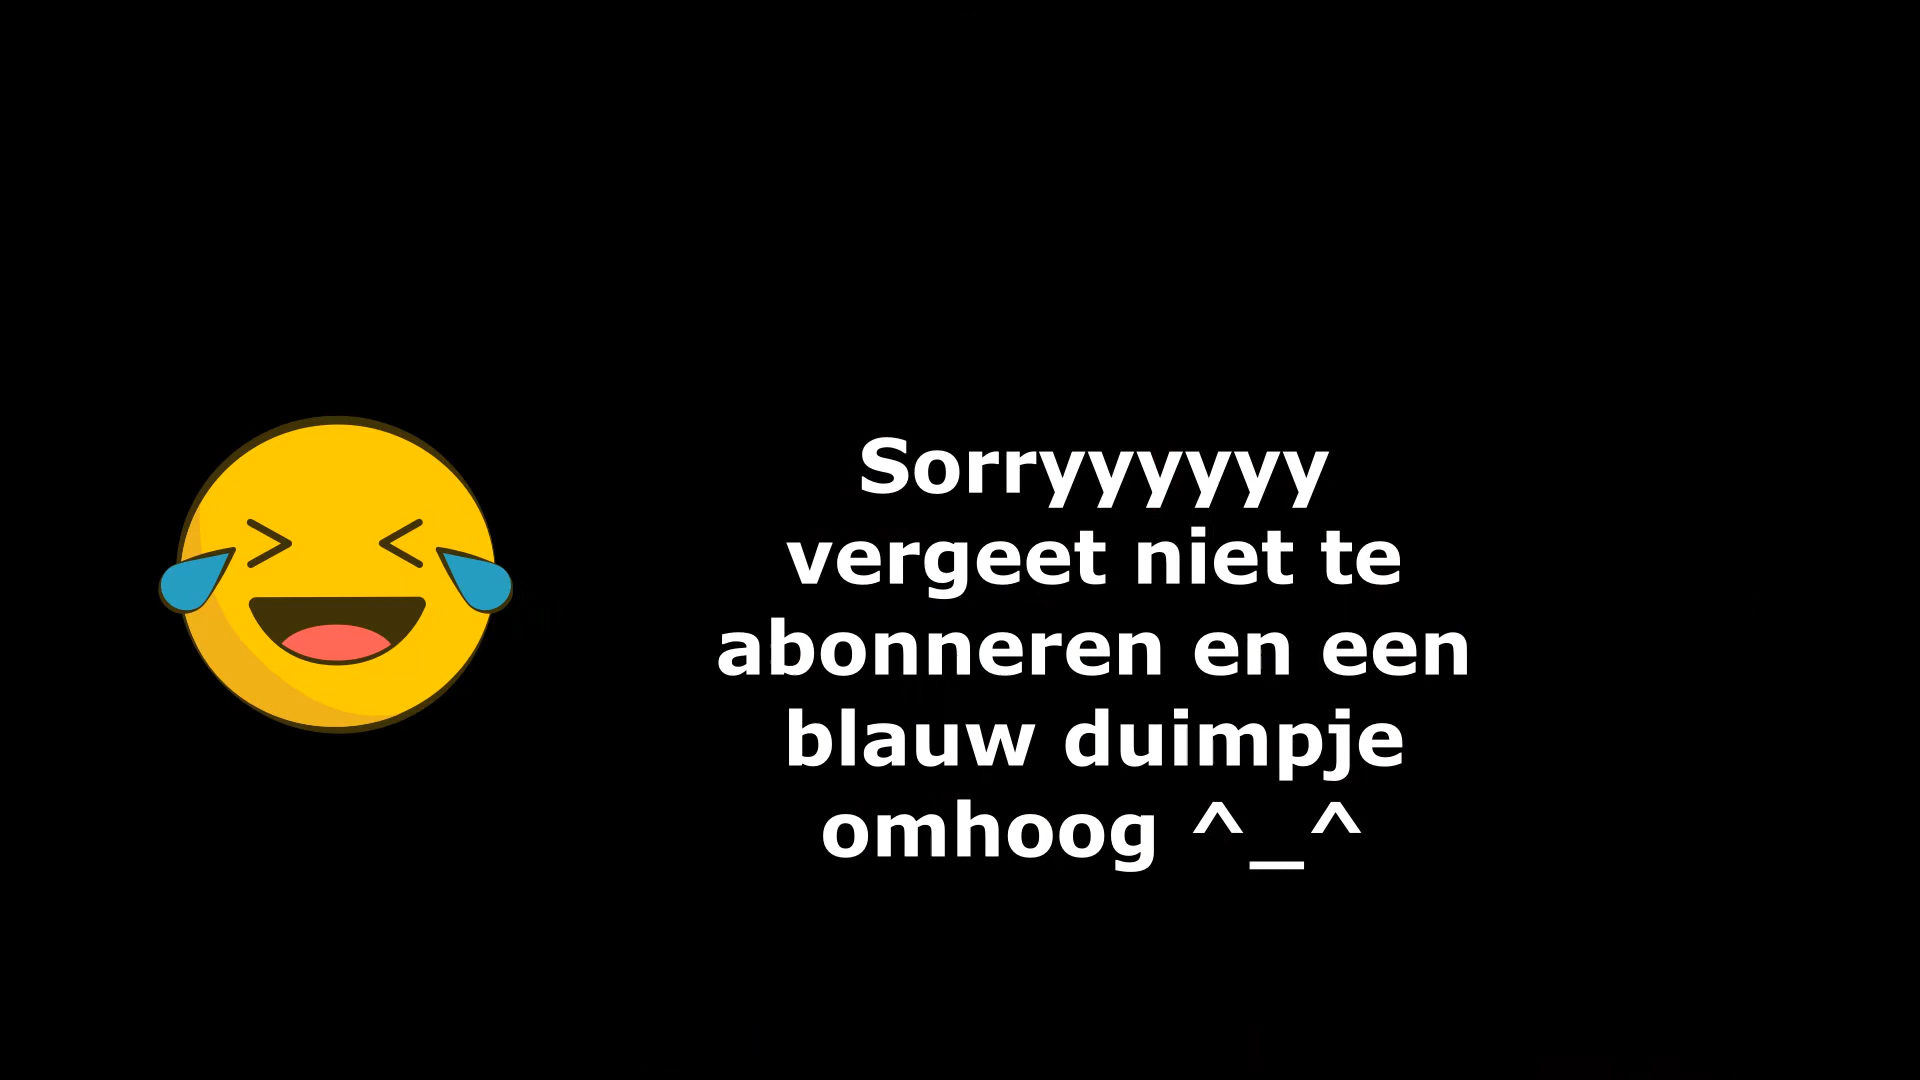 Sorryyyyyy
vergeet niet te
abonneren en een
blauw duimpje
omhoog ^_^